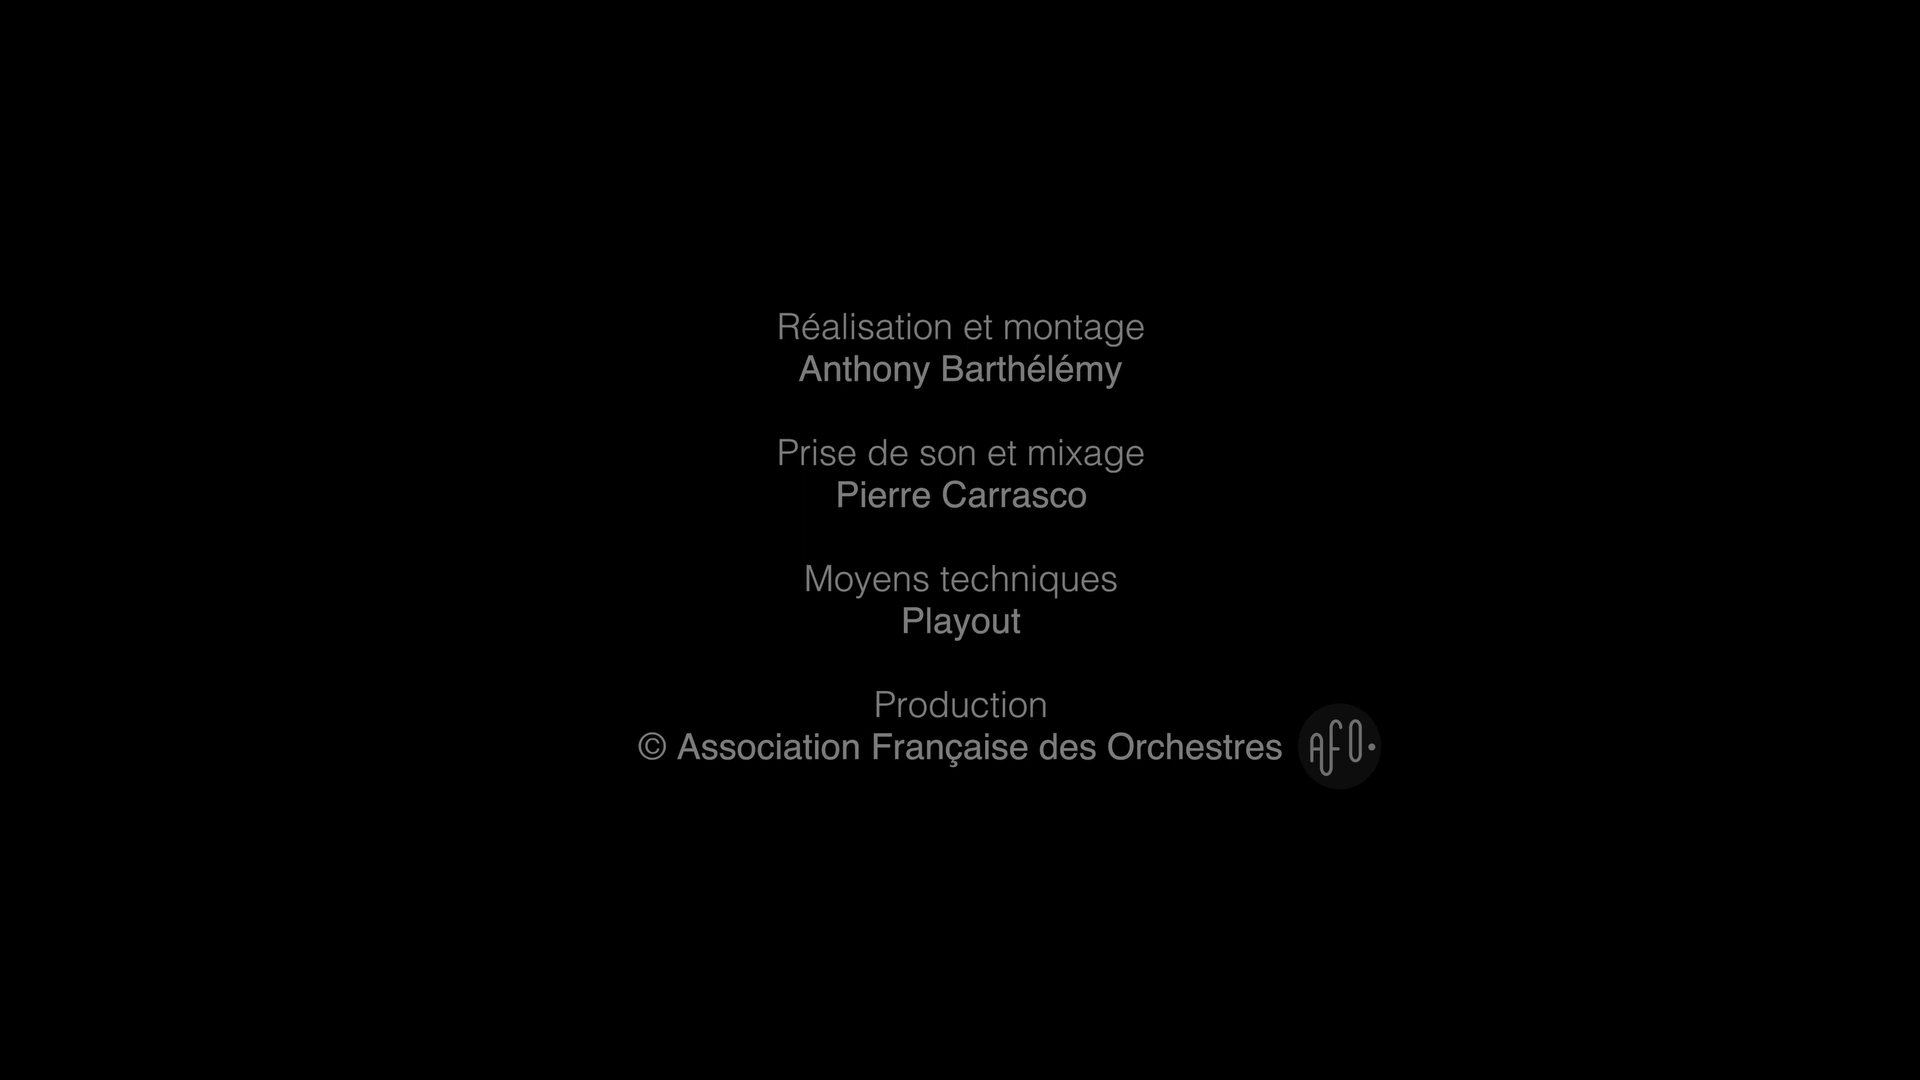 Réalisation et montage
Anthony Barthélémy
Prise de son et mixage
Pierre Carrasco
Moyens techniques
Playout
Production
© Association Française des Orchestres
AFO.